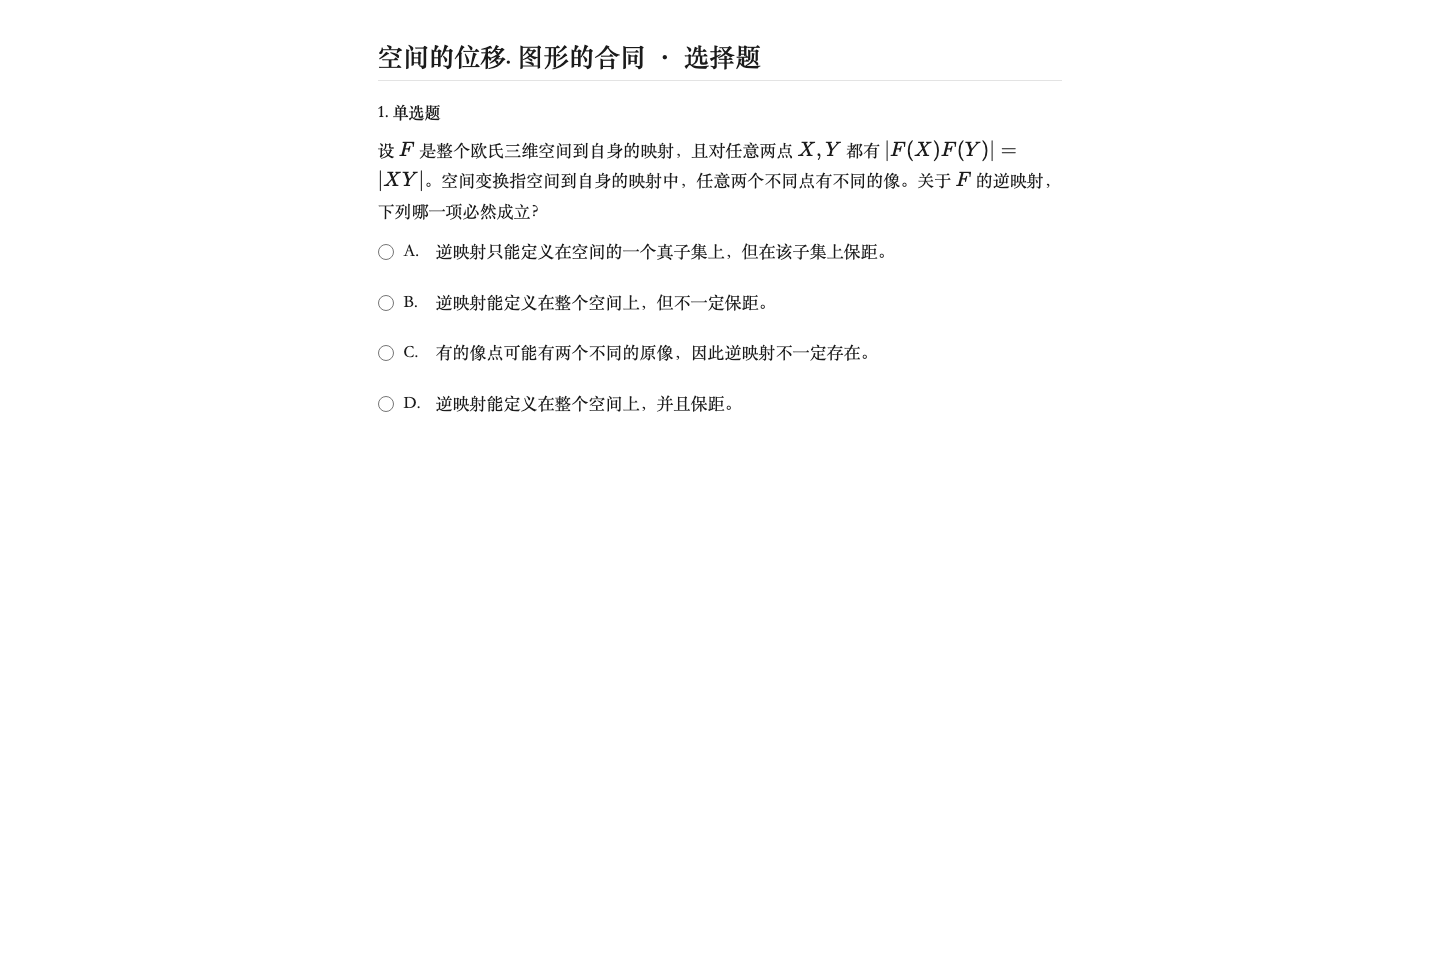 空间的位移. 图形的合同 · 选择题
1. 单选题
设 F 是整个欧氏三维空间到自身的映射，且对任意两点 X, Y 都有 |F(X)F(Y)| =
|XY|。空间变换指空间到自身的映射中，任意两个不同点有不同的像。关于 F 的逆映射，
下列哪一项必然成立？
A. 逆映射只能定义在空间的一个真子集上，但在该子集上保距。
B. 逆映射能定义在整个空间上，但不一定保距。
C. 有的像点可能有两个不同的原像，因此逆映射不一定存在。
D. 逆映射能定义在整个空间上，并且保距。